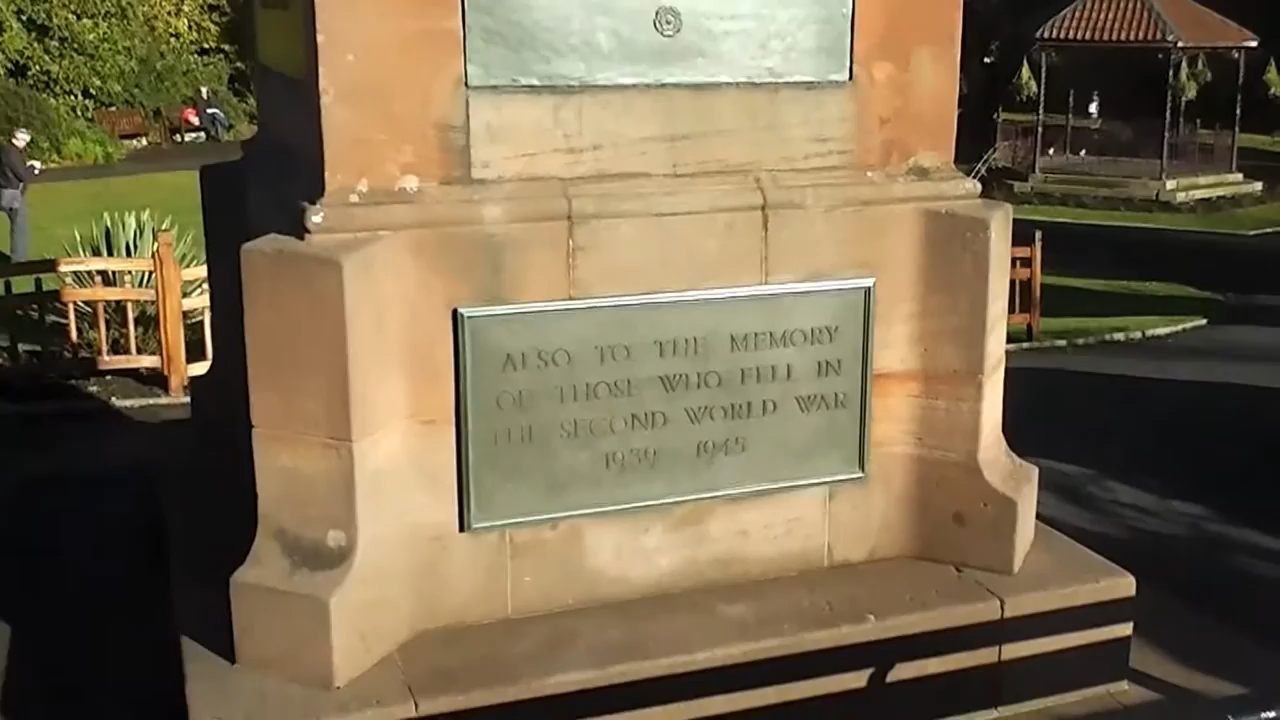 ALSO TO THE MEMORY
OF THOSE WHO FELL IN
THE SECOND WORLD WAR
1939 1945